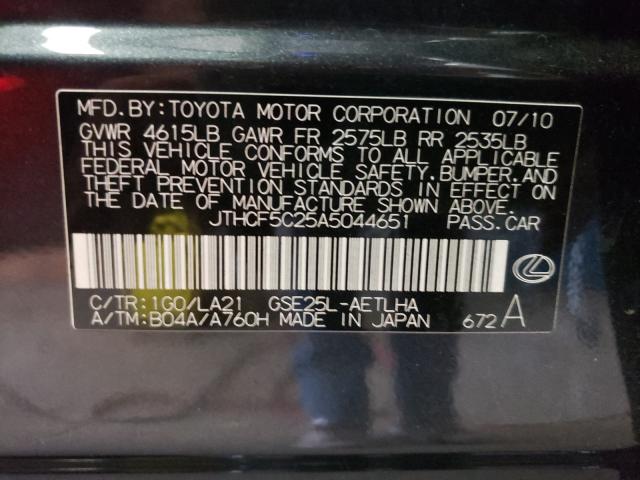 MFD.BY:TOYOTA MOTOR CORPORATION 07/10
GVWR 4615LB GAWR FR 2575LB RR 2535LB
THIS VEHICLE CONFORMS TO ALL APPLICABLE
FEDERAL MOTOR VEHICLE SAFETY,BUMPER,AND
THEFT PREVENTION STANDARDS IN EFFECT ON
THE DATE OF MANUFACTURE SHOWN ABOVE.
JTHCF5C25A5044651 PASS.CAR
C/TR:1G0/LA21 GSE25L-AETLHA
A/TM:B04A/A760H MADE IN JAPAN 672 A